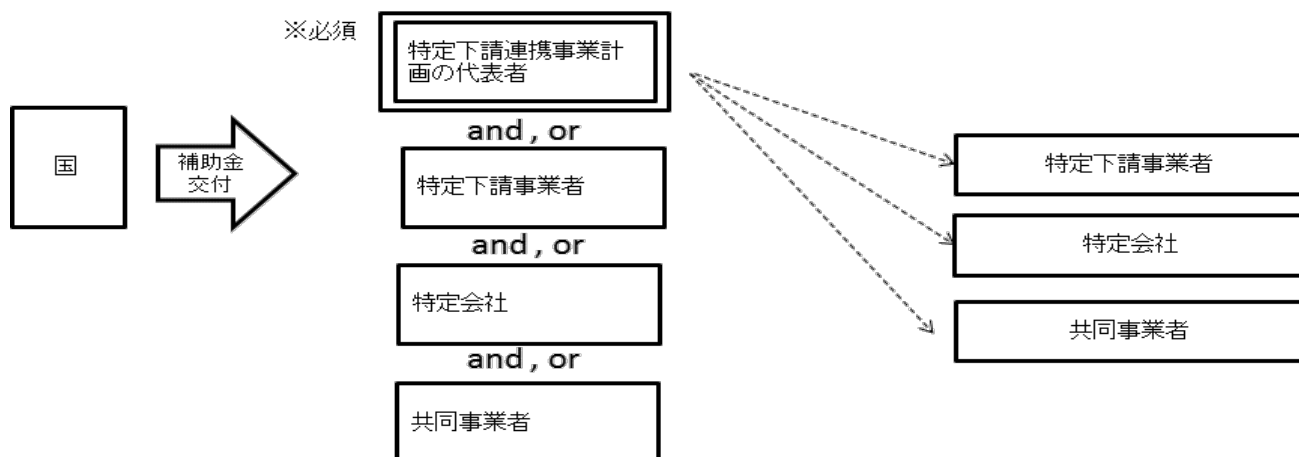 ※必須
特定下請連携事業計
画の代表者
and , or
国
補助金
交付
特定下請事業者
and , or
特定会社
and , or
共同事業者
特定下請事業者
特定会社
共同事業者